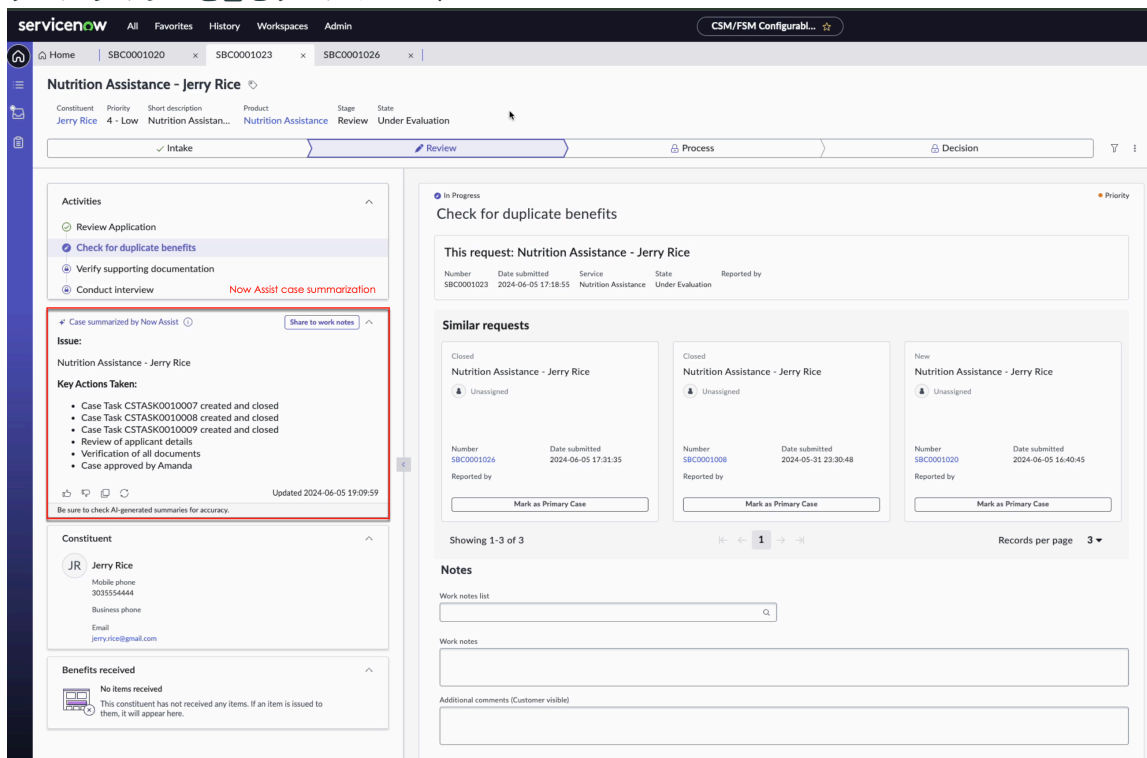 servicenow All Favorites History Workspaces Admin CSM/FSM Configurabl... ☆
Home SBC0001020 × SBC0001023 × SBC0001026 ×
Nutrition Assistance - Jerry Rice
Constituent Priority Short description Product Stage State
Jerry Rice 4 - Low Nutrition Assistan... Nutrition Assistance Review Under Evaluation
Intake Review Process Decision
Activities
Review Application
Check for duplicate benefits
Verify supporting documentation
Conduct interview
Now Assist case summarization
Case summarized by Now Assist Share to work notes
Issue:
Nutrition Assistance - Jerry Rice
Key Actions Taken:
• Case Task CSTASK0010007 created and closed
• Case Task CSTASK0010008 created and closed
• Case Task CSTASK0010009 created and closed
• Review of applicant details
• Verification of all documents
• Case approved by Amanda
Updated 2024-06-05 19:09:59
Be sure to check AI-generated summaries for accuracy.
Constituent
JR Jerry Rice
Mobile phone
3035554444
Business phone
Email
jerry.rice@gmail.com
Benefits received
No items received
This constituent has not received any items. If an item is issued to
them, it will appear here.
In Progress Priority
Check for duplicate benefits
This request: Nutrition Assistance - Jerry Rice
Number Date submitted Service State Reported by
SBC0001023 2024-06-05 17:18:55 Nutrition Assistance Under Evaluation
Similar requests
Closed
Nutrition Assistance - Jerry Rice
Unassigned
Number Date submitted
SBC0001026 2024-06-05 17:31:35
Reported by
Mark as Primary Case
Closed
Nutrition Assistance - Jerry Rice
Unassigned
Number Date submitted
SBC0001008 2024-05-31 23:30:48
Reported by
Mark as Primary Case
New
Nutrition Assistance - Jerry Rice
Unassigned
Number Date submitted
SBC0001020 2024-06-05 16:40:45
Reported by
Mark as Primary Case
Showing 1-3 of 3 1 Records per page 3
Notes
Work notes list
Work notes
Additional comments (Customer visible)